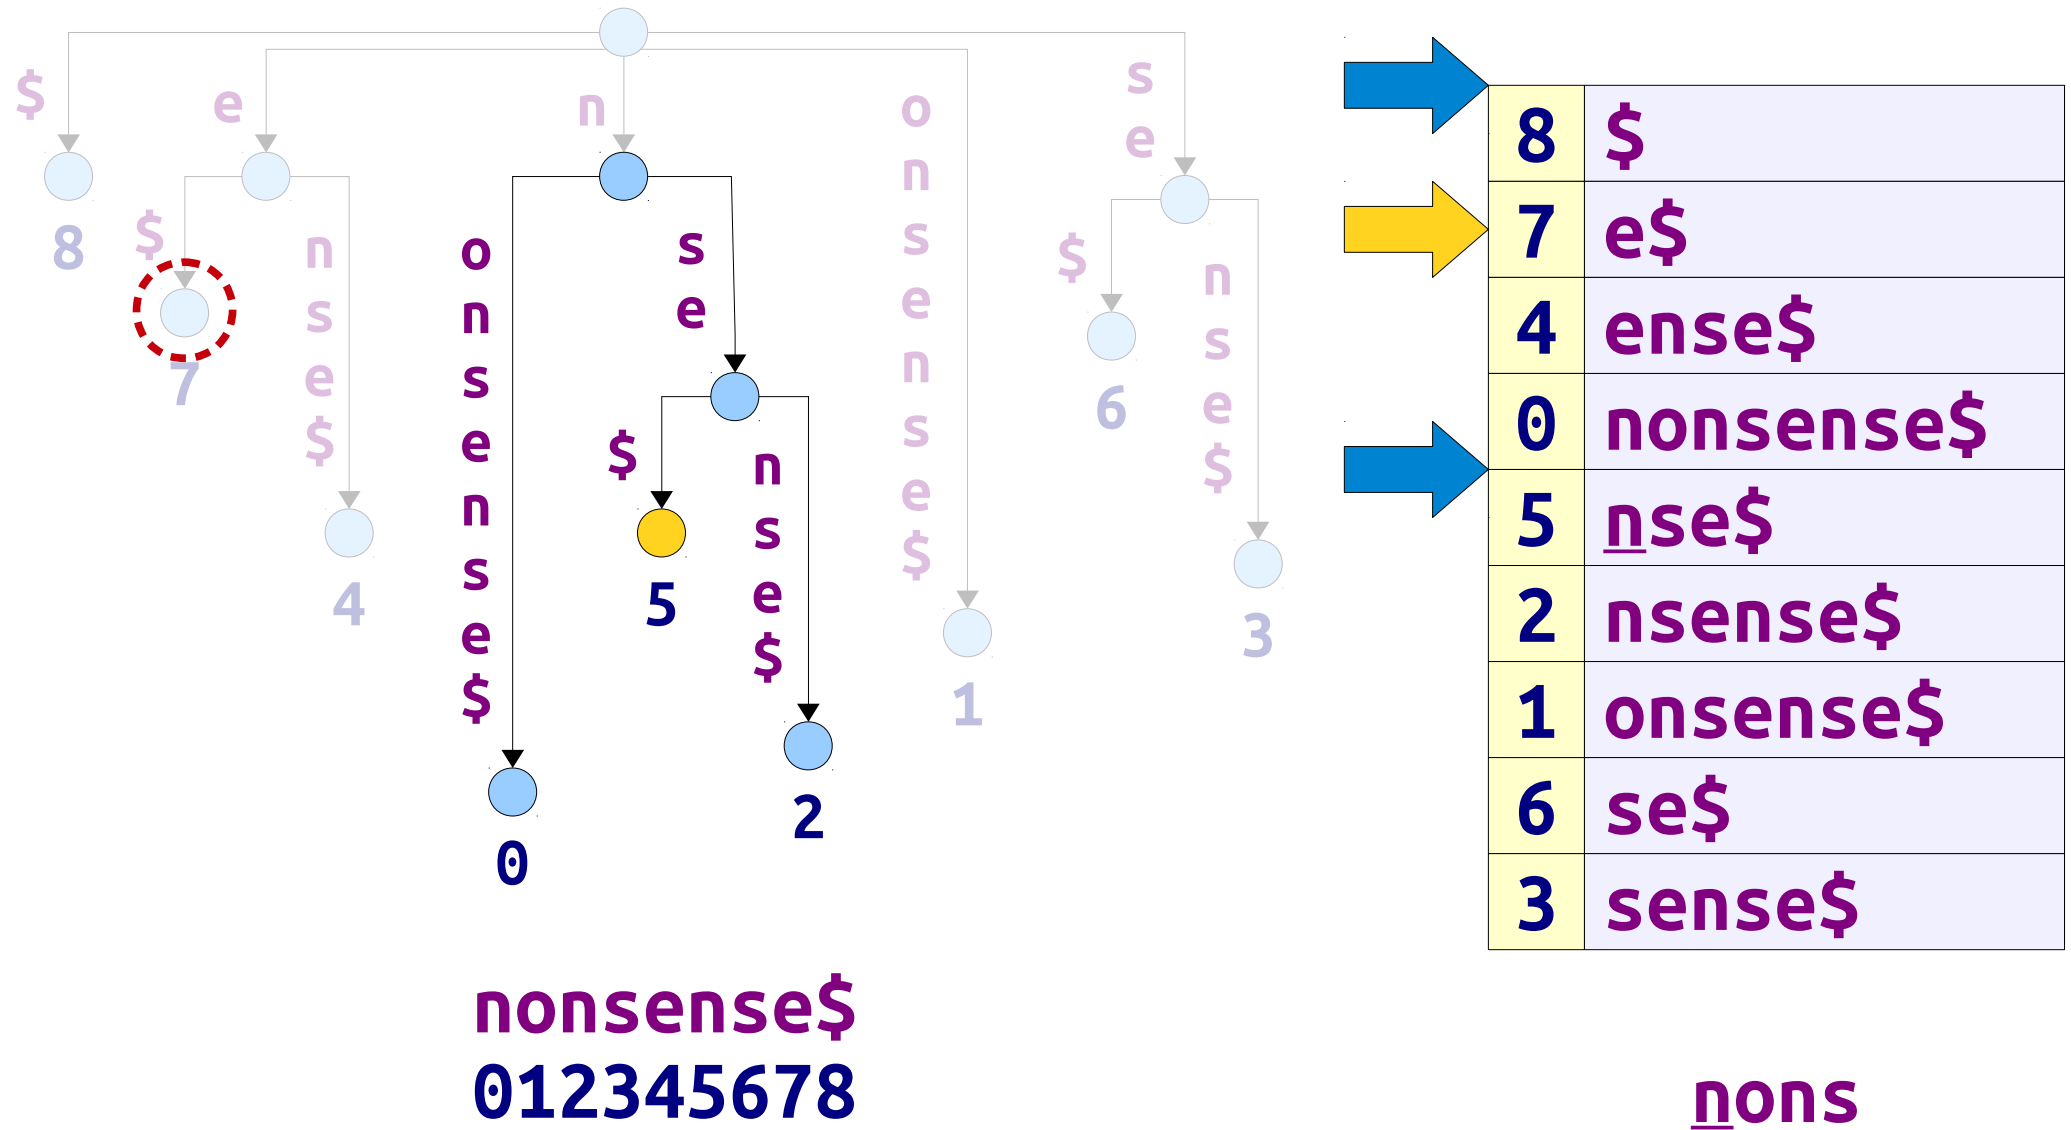 $
e
n
o
n
s
e
n
s
e
$
s
e
8
$
7
n
s
e
$
4
o
n
s
e
n
s
e
$
0
s
e
$
5
n
s
e
$
2
1
$
6
n
s
e
$
3
8 $
7 e$
4 ense$
0 nonsense$
5 nse$
2 nsense$
1 onsense$
6 se$
3 sense$
nonsense$
012345678
nons